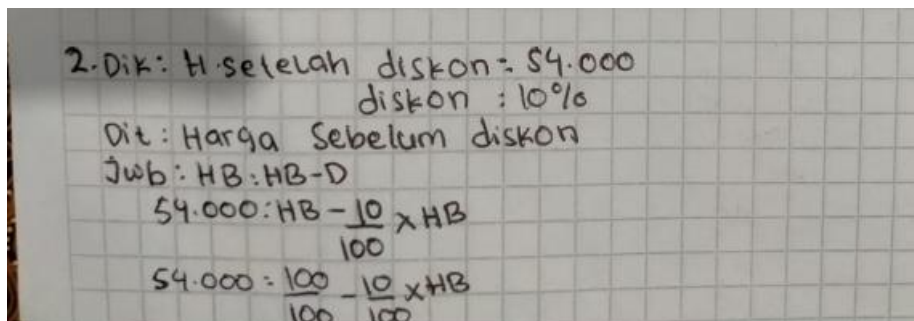 2. Dik: H. setelah diskon = 54.000
diskon : 10%
Dit : Harga Sebelum diskon
Jwb : HB : HB - D
54.000 : HB - 10/100 x HB
54.000 = 100/100 - 10/100 x HB